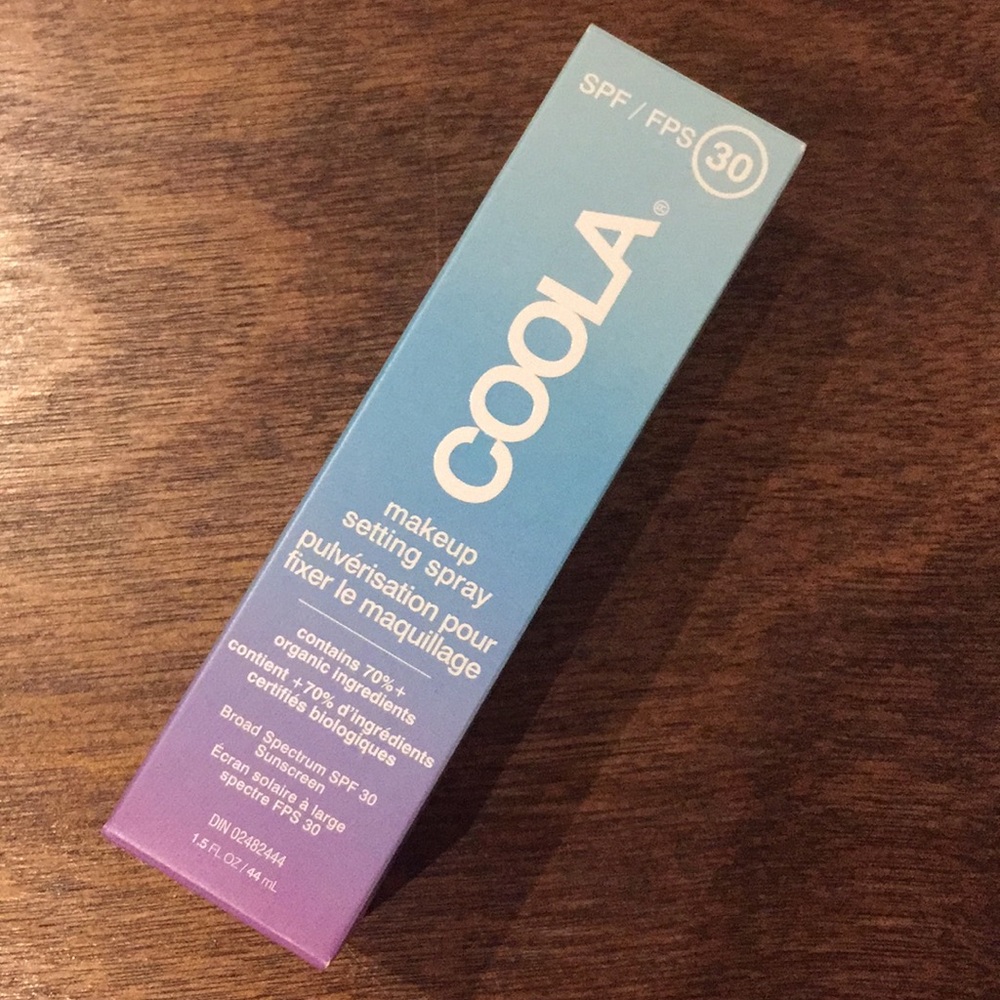 SPF / FPS 30
COOLA®
makeup
setting spray
pulvérisation pour
fixer le maquillage
contains 70%+
organic ingredients
contient +70% d'ingrédients
certifiés biologiques
Broad Spectrum SPF 30
Sunscreen
Écran solaire à large
spectre FPS 30
DIN 02482444
1.5 FL OZ / 44 mL